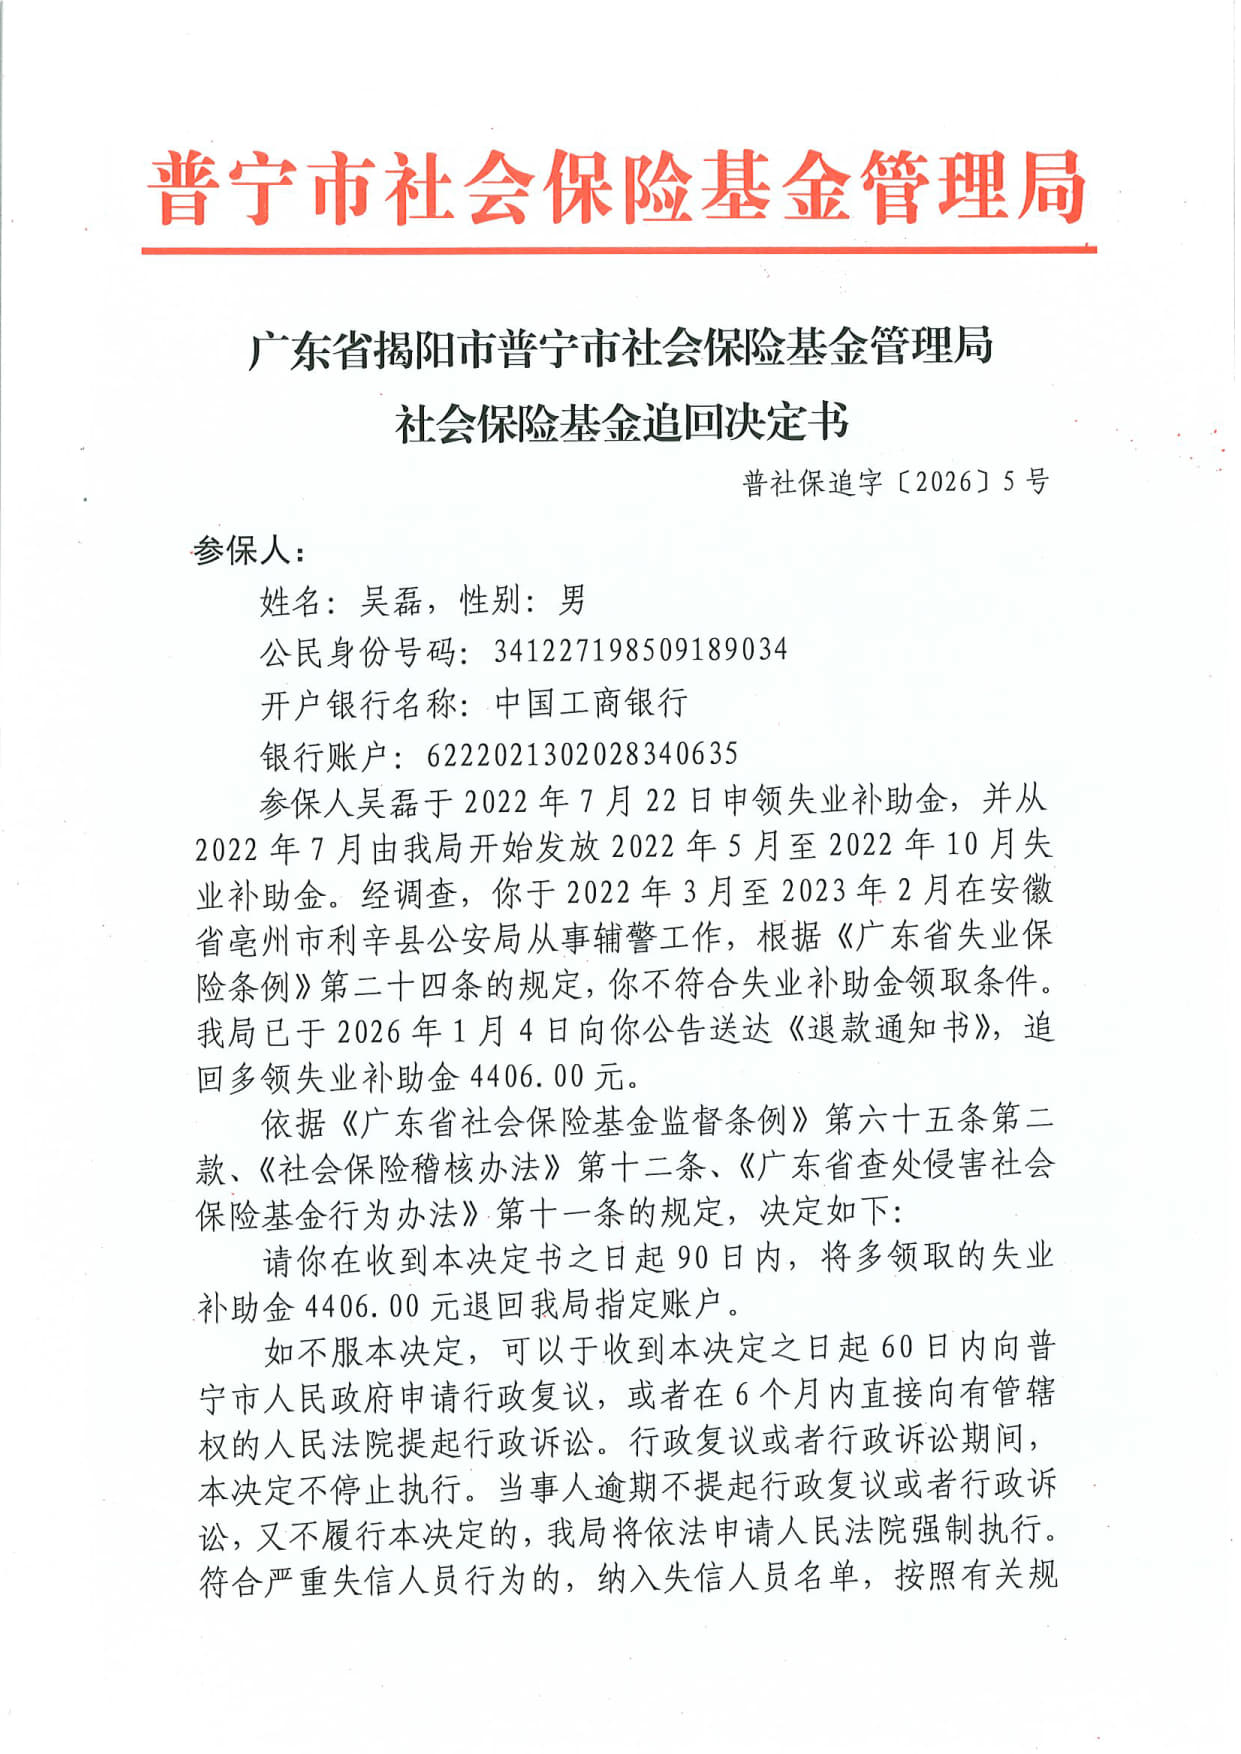 普宁市社会保险基金管理局
广东省揭阳市普宁市社会保险基金管理局
社会保险基金追回决定书
普社保追字〔2026〕5号
参保人：
姓名：吴磊，性别：男
公民身份号码：341227198509189034
开户银行名称：中国工商银行
银行账户：6222021302028340635
参保人吴磊于2022年7月22日申领失业补助金，并从
2022年7月由我局开始发放2022年5月至2022年10月失
业补助金。经调查，你于2022年3月至2023年2月在安徽
省亳州市利辛县公安局从事辅警工作，根据《广东省失业保
险条例》第二十四条的规定，你不符合失业补助金领取条件。
我局已于2026年1月4日向你公告送达《退款通知书》，追
回多领失业补助金4406.00元。
依据《广东省社会保险基金监督条例》第六十五条第二
款、《社会保险稽核办法》第十二条、《广东省查处侵害社会
保险基金行为办法》第十一条的规定，决定如下：
请你在收到本决定书之日起90日内，将多领取的失业
补助金4406.00元退回我局指定账户。
如不服本决定，可以于收到本决定之日起60日内向普
宁市人民政府申请行政复议，或者在6个月内直接向有管辖
权的人民法院提起行政诉讼。行政复议或者行政诉讼期间，
本决定不停止执行。当事人逾期不提起行政复议或者行政诉
讼，又不履行本决定的，我局将依法申请人民法院强制执行。
符合严重失信人员行为的，纳入失信人员名单，按照有关规